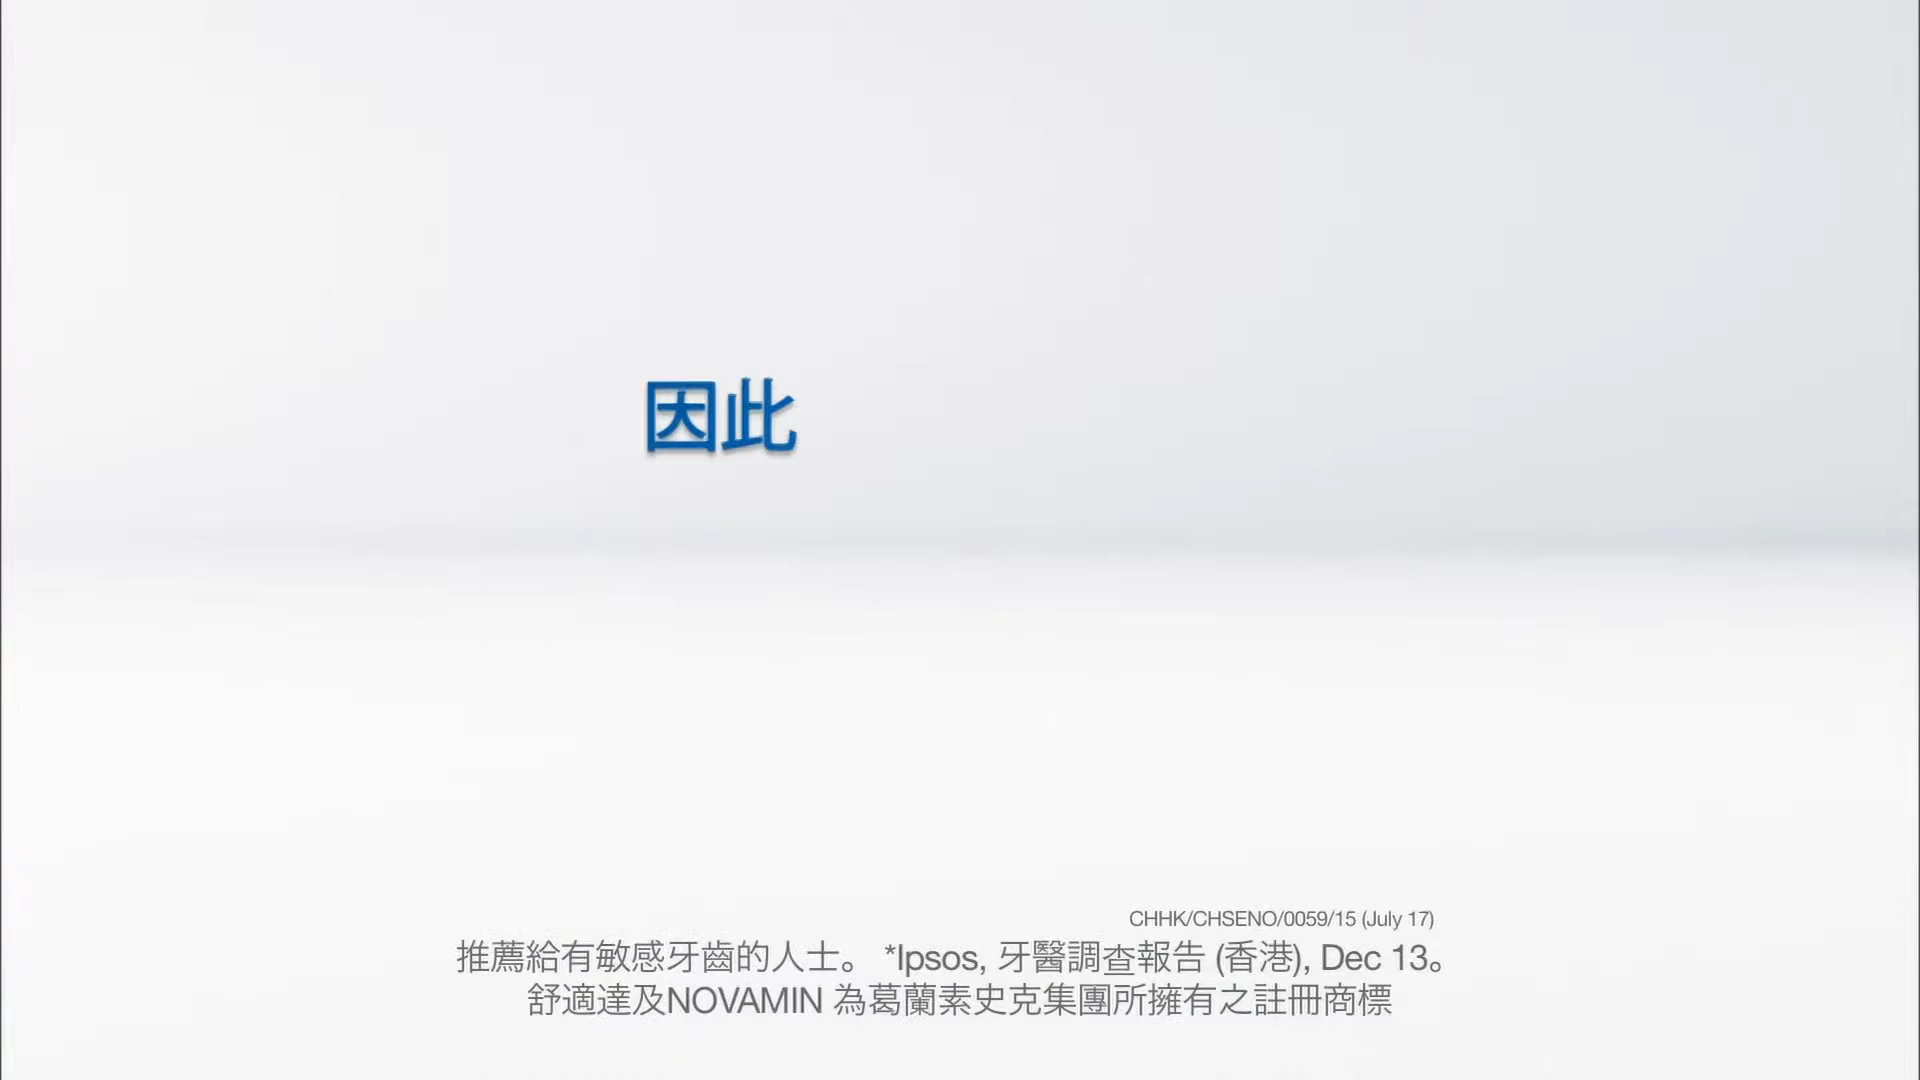 因此
CHHK/CHSENO/0059/15 (July 17)
推薦給有敏感牙齒的人士。 *Ipsos, 牙醫調查報告 (香港), Dec 13。
舒適達及NOVAMIN 為葛蘭素史克集團所擁有之註冊商標